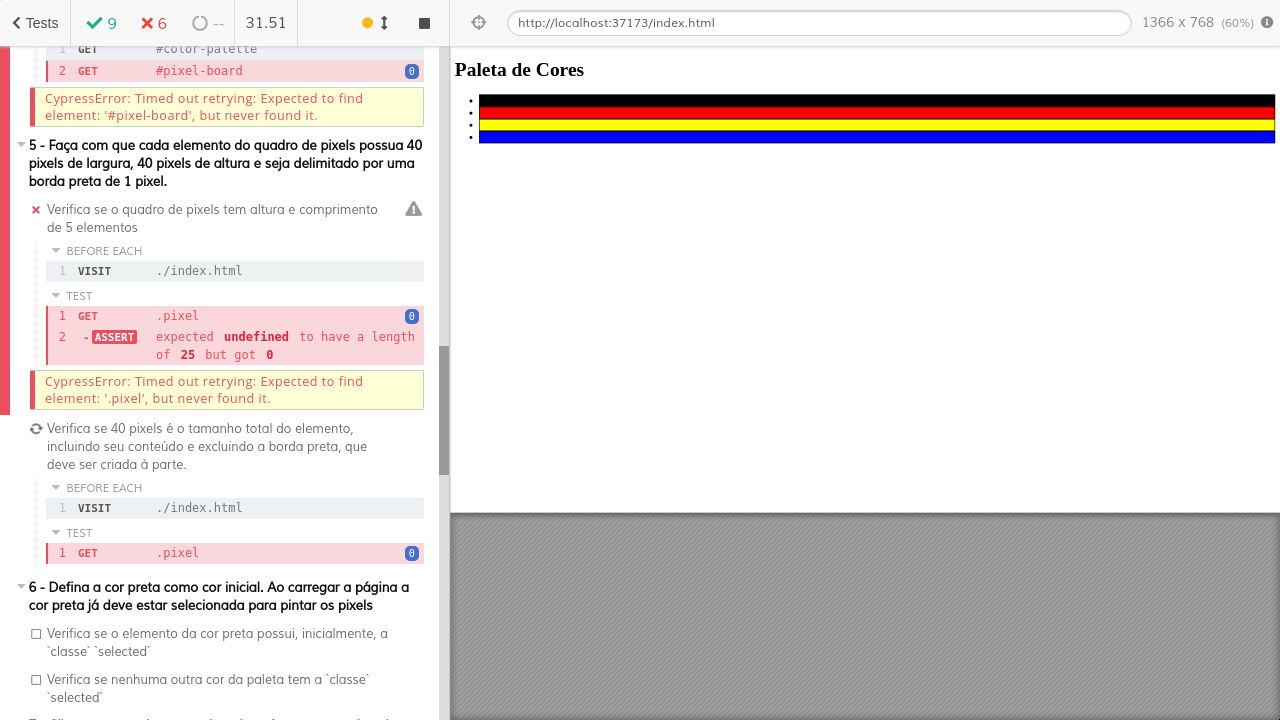 Tests 9 6 -- 31.51
http://localhost:37173/index.html 1366 x 768 (60%)
1 GET #color-palette
2 GET #pixel-board 0
CypressError: Timed out retrying: Expected to find
element: '#pixel-board', but never found it.
5 - Faça com que cada elemento do quadro de pixels possua 40
pixels de largura, 40 pixels de altura e seja delimitado por uma
borda preta de 1 pixel.
Verifica se o quadro de pixels tem altura e comprimento
de 5 elementos
BEFORE EACH
1 VISIT ./index.html
TEST
1 GET .pixel 0
2 -ASSERT expected undefined to have a length
of 25 but got 0
CypressError: Timed out retrying: Expected to find
element: '.pixel', but never found it.
Verifica se 40 pixels é o tamanho total do elemento,
incluindo seu conteúdo e excluindo a borda preta, que
deve ser criada à parte.
BEFORE EACH
1 VISIT ./index.html
TEST
1 GET .pixel 0
6 - Defina a cor preta como cor inicial. Ao carregar a página a
cor preta já deve estar selecionada para pintar os pixels
Verifica se o elemento da cor preta possui, inicialmente, a
`classe` `selected`
Verifica se nenhuma outra cor da paleta tem a `classe`
`selected`
Paleta de Cores